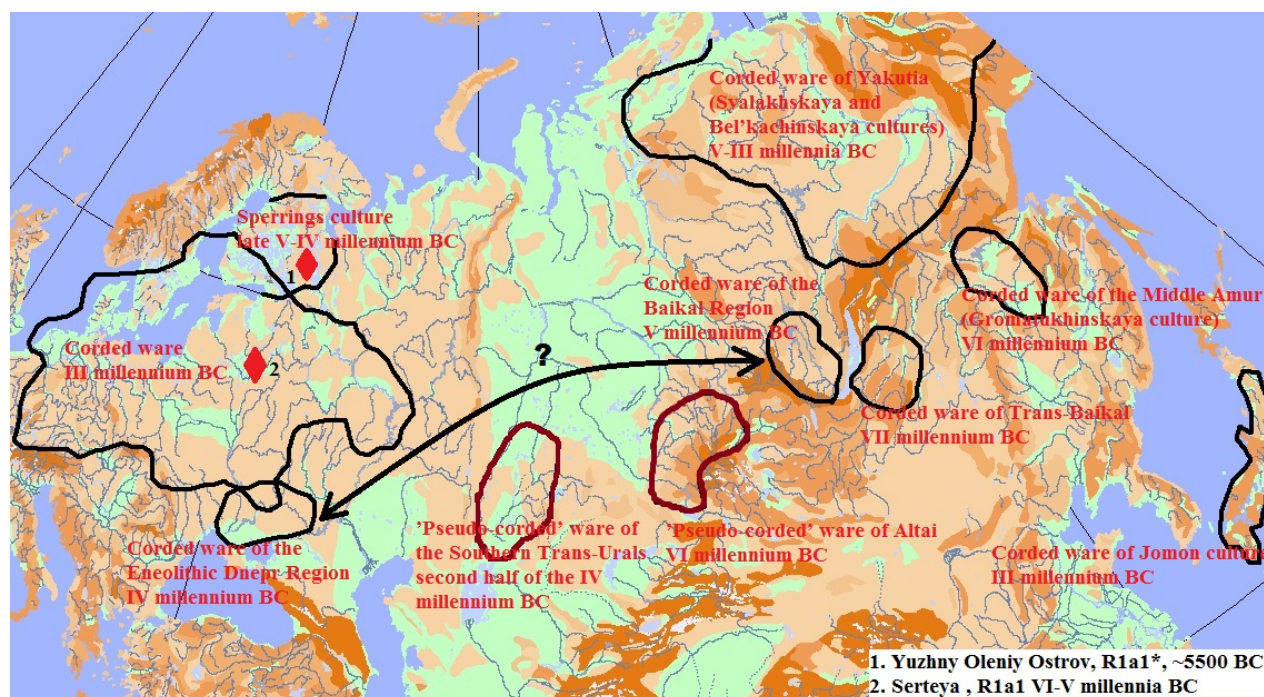 Corded ware of Yakutia
(Syalakhskaya and
Bel'kachinskaya cultures)
V-III millennia BC
Sperrings culture
late V-IV millennium BC
1
Corded ware of the
Baikal Region
V millennium BC
Corded ware of the Middle Amur
(Gromatukhinskaya culture)
VI millennium BC
Corded ware
III millennium BC
2
?
Corded ware of Trans-Baikal
VII millennium BC
Corded ware of the
Eneolithic Dnepr Region
IV millennium BC
'Pseudo-corded' ware of
the Southern Trans-Urals
second half of the IV
millennium BC
'Pseudo-corded' ware of Altai
VI millennium BC
Corded ware of Jomon culture
III millennium BC
1. Yuzhny Oleniy Ostrov, R1a1*, ~5500 BC
2. Serteya , R1a1 VI-V millennia BC